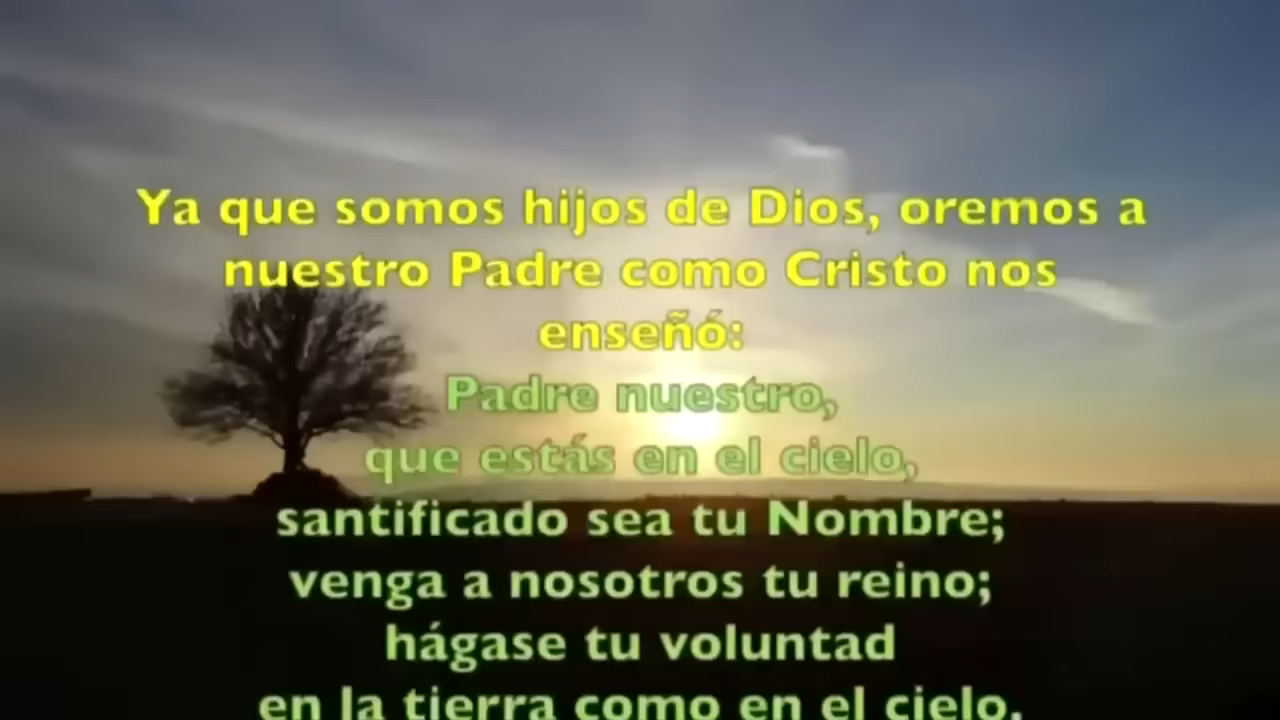 Ya que somos hijos de Dios, oremos a
nuestro Padre como Cristo nos
enseñó:
Padre nuestro,
que estás en el cielo,
santificado sea tu Nombre;
venga a nosotros tu reino;
hágase tu voluntad
en la tierra como en el cielo.